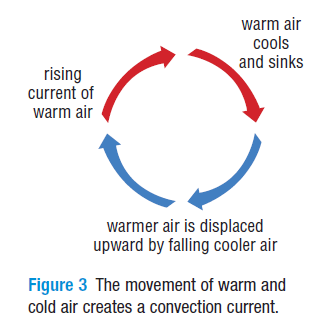 warm air
cools
and sinks
rising
current of
warm air
warmer air is displaced
upward by falling cooler air
Figure 3 The movement of warm and
cold air creates a convection current.